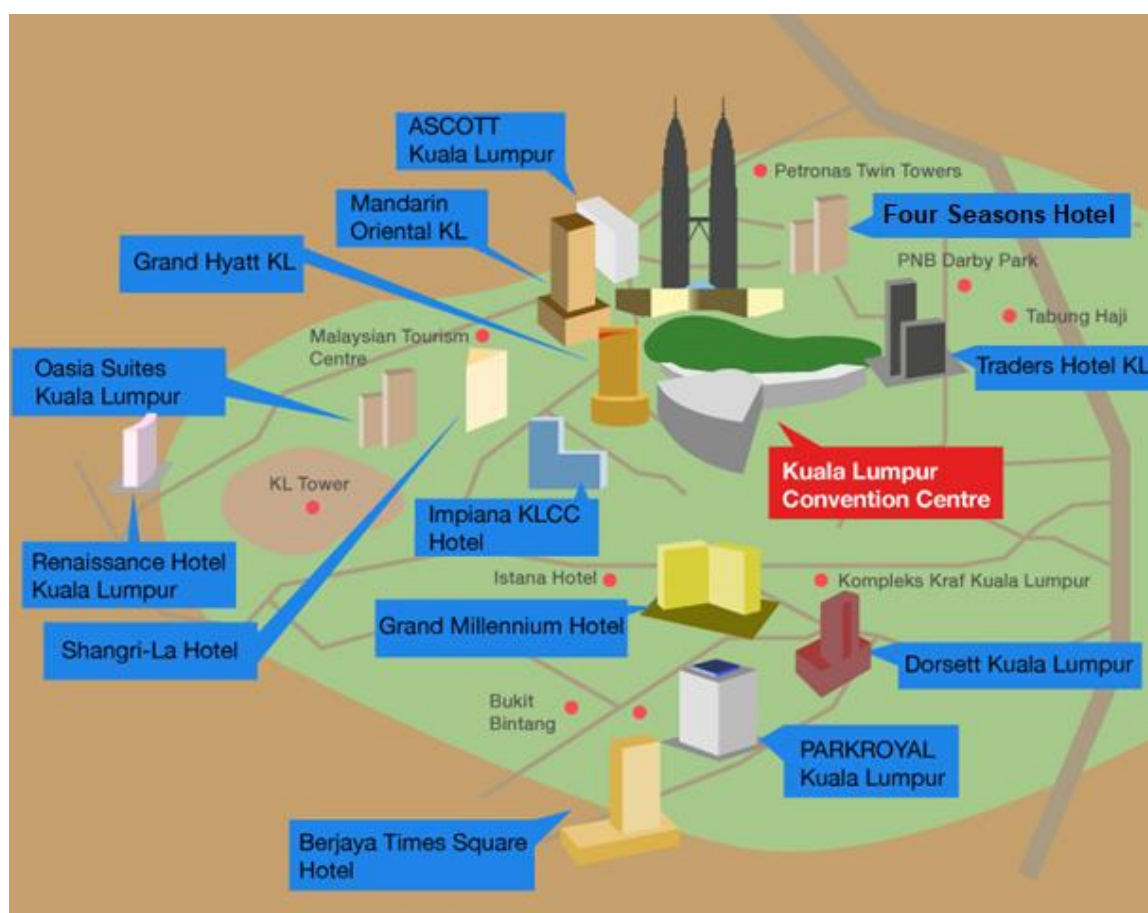 ASCOTT
Kuala Lumpur
Petronas Twin Towers
Mandarin
Oriental KL
Four Seasons Hotel
Grand Hyatt KL
PNB Darby Park
Tabung Haji
Malaysian Tourism
Centre
Oasia Suites
Kuala Lumpur
Traders Hotel KL
Kuala Lumpur
Convention Centre
KL Tower
Impiana KLCC
Hotel
Renaissance Hotel
Kuala Lumpur
Istana Hotel
Kompleks Kraf Kuala Lumpur
Grand Millennium Hotel
Shangri-La Hotel
Dorsett Kuala Lumpur
Bukit
Bintang
PARKROYAL
Kuala Lumpur
Berjaya Times Square
Hotel